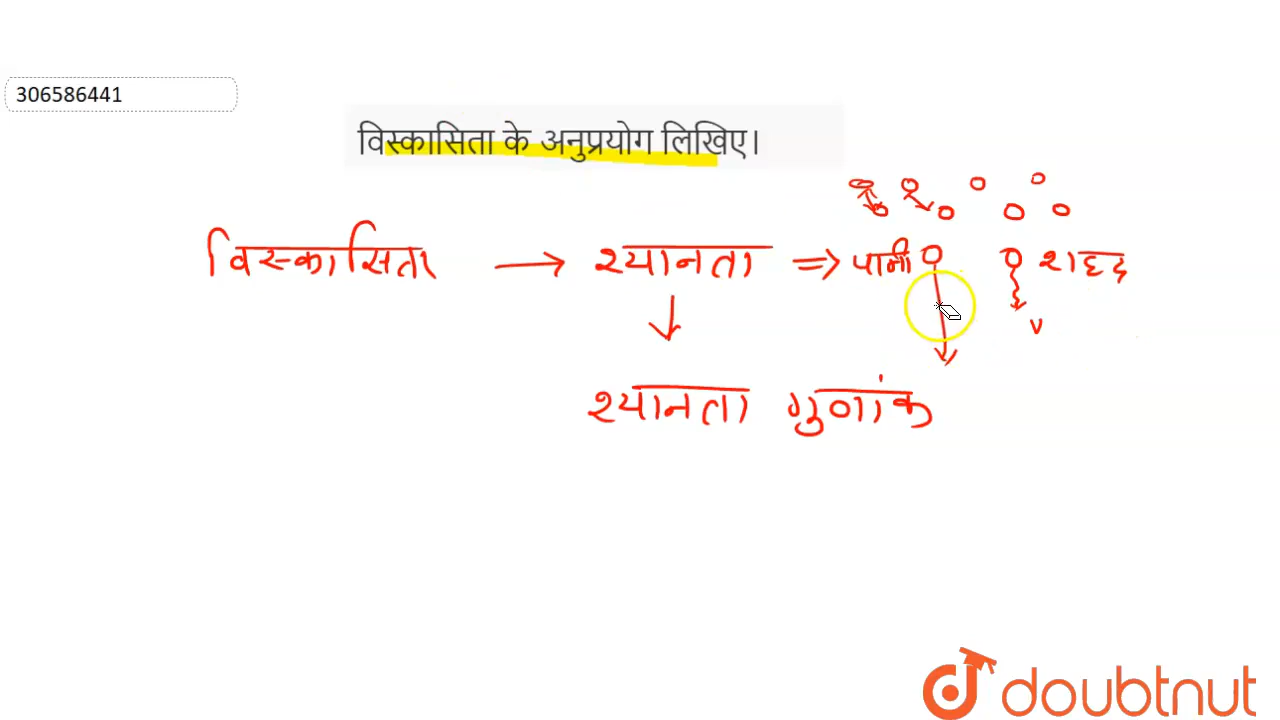 306586441
विस्कासिता के अनुप्रयोग लिखिए।
विस्कासिता → श्यानता ⇒ पानी शहद
v
श्यानता गुणांक
doubtnut